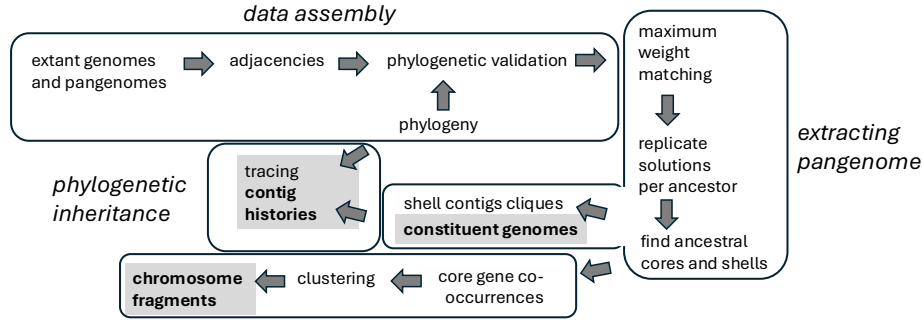 data assembly
extant genomes
and pangenomes
adjacencies
phylogenetic validation
phylogeny
maximum
weight
matching
replicate
solutions
per ancestor
find ancestral
cores and shells
extracting
pangenome
phylogenetic
inheritance
tracing
contig
histories
shell contigs cliques
constituent genomes
chromosome
fragments
clustering
core gene co-
occurrences